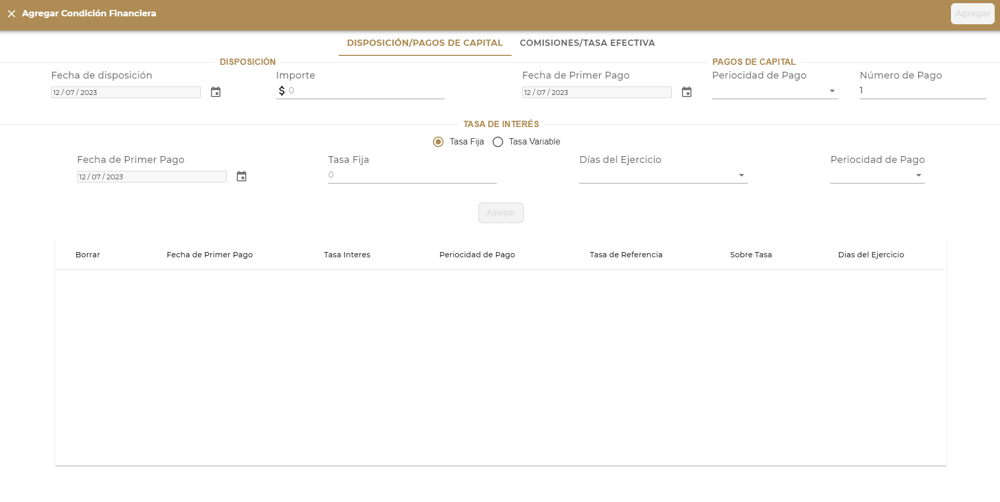 Agregar Condición Financiera
Agregar
DISPOSICIÓN/PAGOS DE CAPITAL COMISIONES/TASA EFECTIVA
DISPOSICIÓN PAGOS DE CAPITAL
Fecha de disposición Importe Fecha de Primer Pago Periocidad de Pago Número de Pago
12 / 07 / 2023 $ 0 12 / 07 / 2023 1
TASA DE INTERÉS
Tasa Fija Tasa Variable
Fecha de Primer Pago Tasa Fija Días del Ejercicio Periocidad de Pago
12 / 07 / 2023 0
Agregar
Borrar Fecha de Primer Pago Tasa Interes Periocidad de Pago Tasa de Referencia Sobre Tasa Dias del Ejercicio